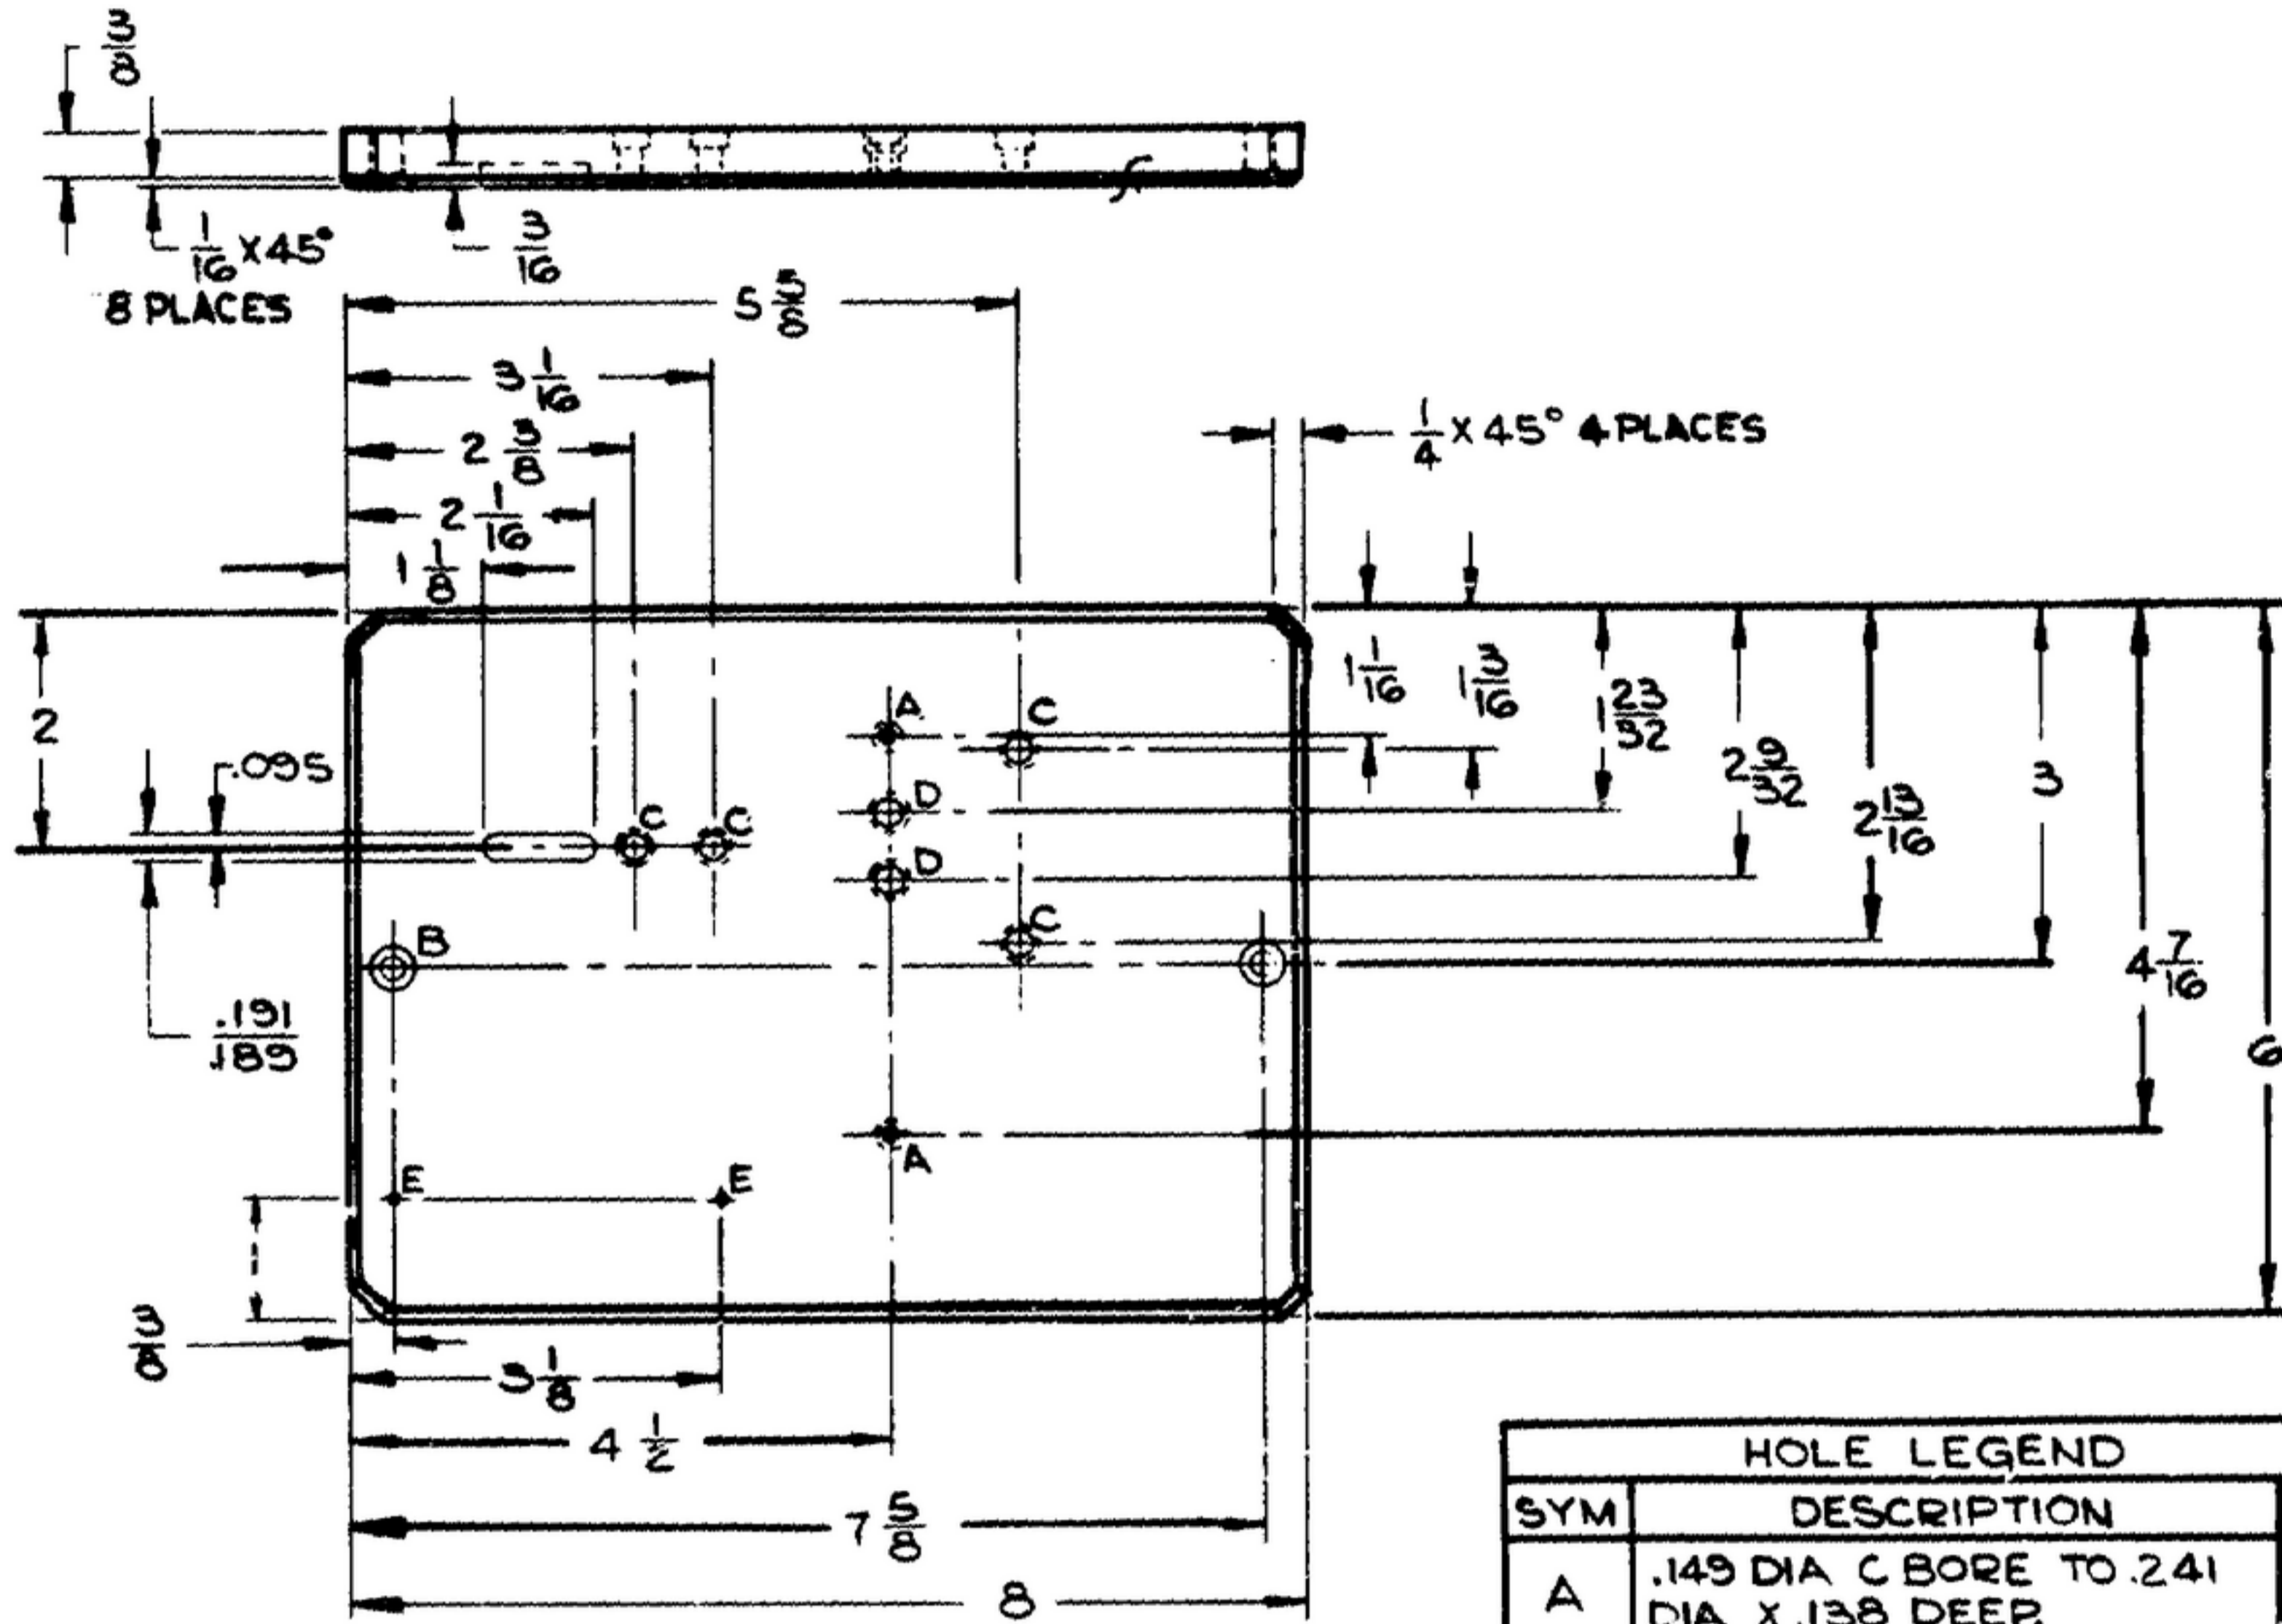 3/8
1/16 X 45°
8 PLACES
3/16
5 5/8
3 1/16
2 3/8
2 1/16
1 1/8
1/4 X 45° 4 PLACES
2
.095
.191
.189
1 1/16
1 3/16
1 23/32
2 9/32
2 13/16
3
4 7/16
6
A
C
D
C
C
D
C
B
A
E
E
3/8
3 1/8
4 1/2
7 5/8
8
HOLE LEGEND
SYM DESCRIPTION
A .149 DIA C BORE TO .241
DIA X .138 DEEP